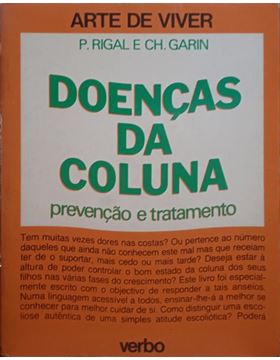 ARTE DE VIVER
P. RIGAL E CH. GARIN
DOENÇAS
DA
COLUNA
prevenção e tratamento
Tem muitas vezes dores nas costas? Ou pertence ao número
daqueles que ainda não conhecem este mal mas que receiam
ter de o suportar, mais cedo ou mais tarde? Deseja estar à
altura de poder controlar o bom estado da coluna dos seus
filhos nas várias fases do crescimento? Este livro foi especial-
mente escrito com o objectivo de responder a tais anseios.
Numa linguagem acessível a todos, ensinar-lhe-á a melhor se
conhecer para melhor cuidar de si. Como distinguir uma esco-
liose autêntica de uma simples atitude escoliótica? Poderá
verbo